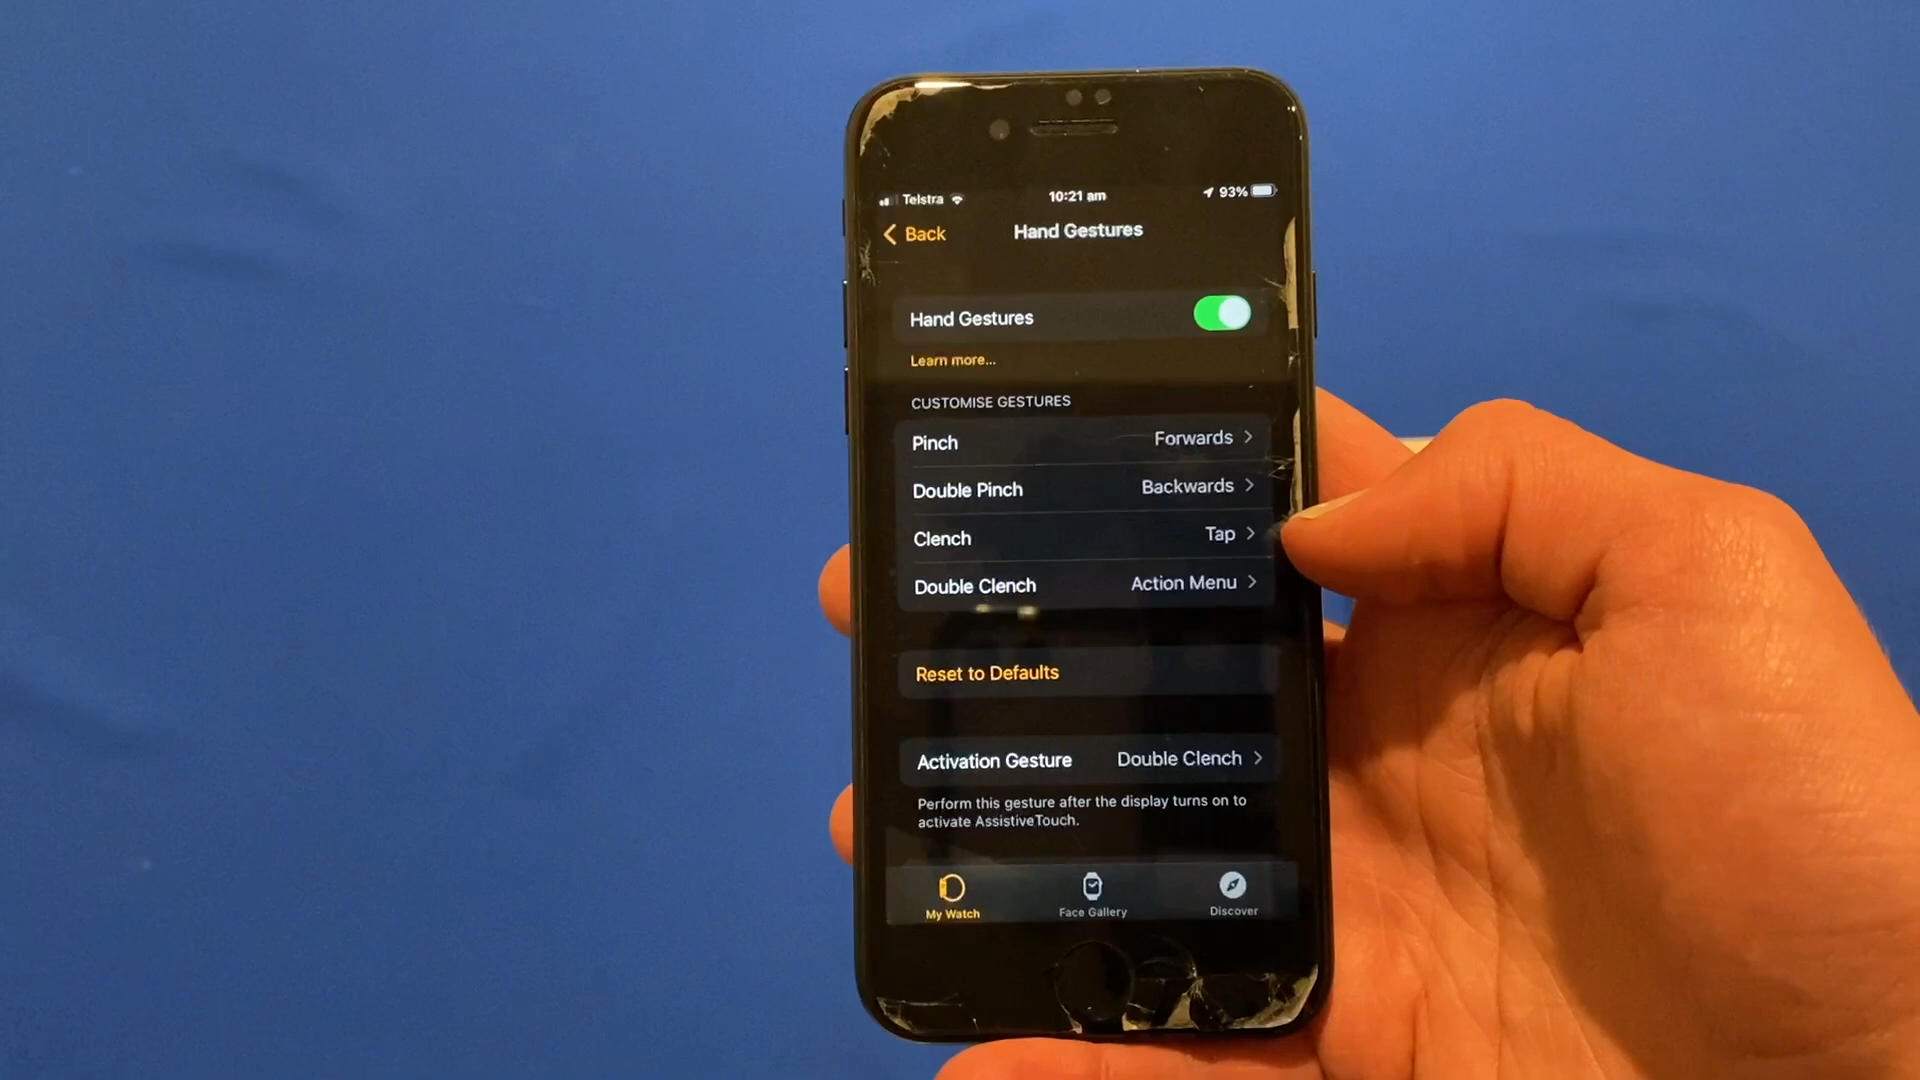 Telstra 10:21 am 93%
Back Hand Gestures
Hand Gestures
Learn more...
CUSTOMISE GESTURES
Pinch Forwards
Double Pinch Backwards
Clench Tap
Double Clench Action Menu
Reset to Defaults
Activation Gesture Double Clench
Perform this gesture after the display turns on to
activate AssistiveTouch.
My Watch Face Gallery Discover